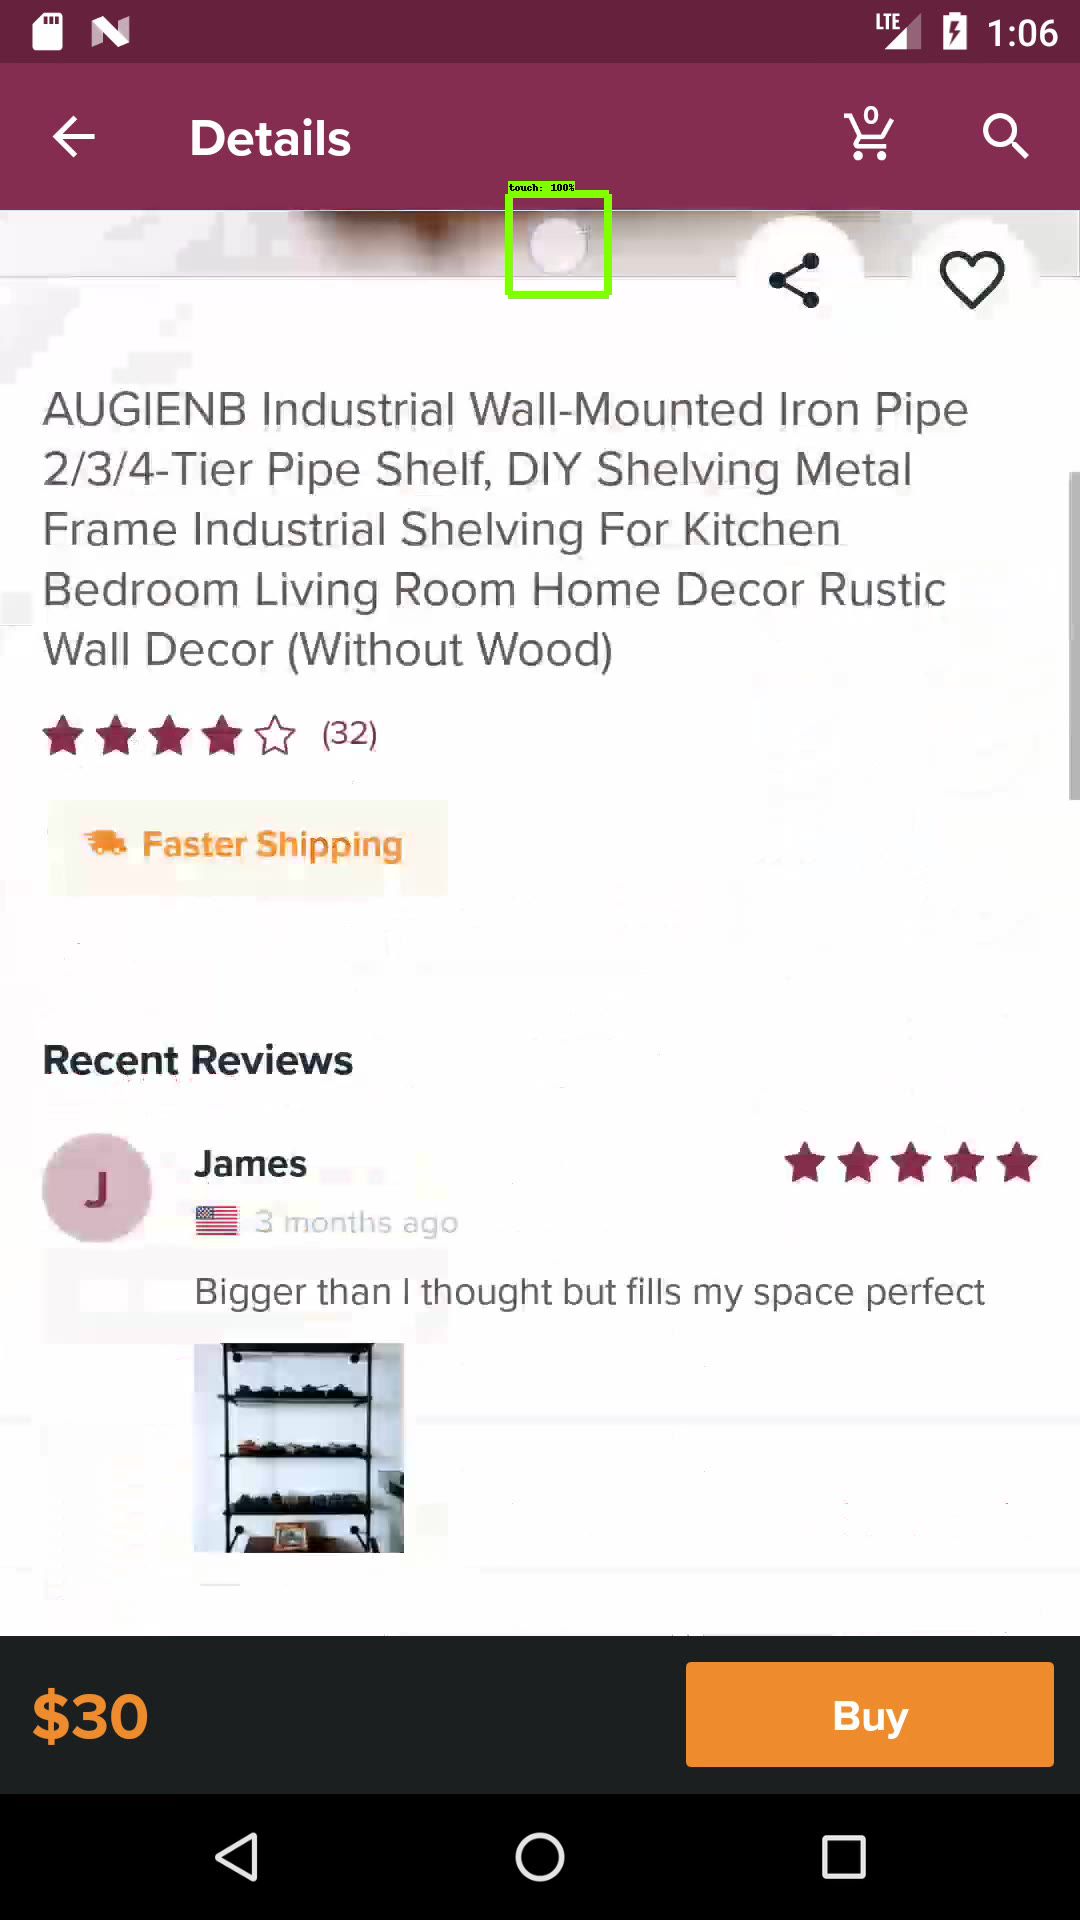 LTE 1:06
Details 0
touch: 100%
AUGIENB Industrial Wall-Mounted Iron Pipe
2/3/4-Tier Pipe Shelf, DIY Shelving Metal
Frame Industrial Shelving For Kitchen
Bedroom Living Room Home Decor Rustic
Wall Decor (Without Wood)
(32)
Faster Shipping
Recent Reviews
J
James
3 months ago
Bigger than I thought but fills my space perfect
$30 Buy